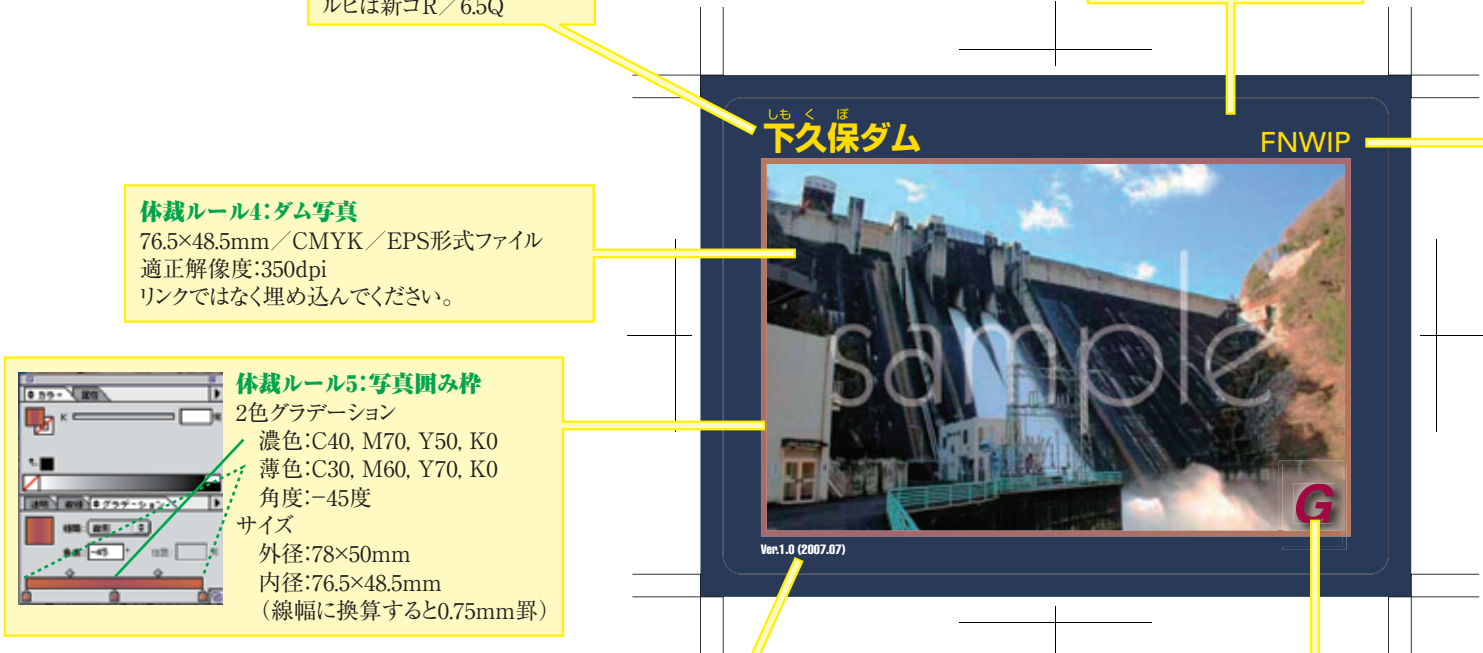 ルビは新ゴR／6.5Q
しもくぼ
下久保ダム
FNWIP
体裁ルール4：ダム写真
76.5×48.5mm／CMYK／EPS形式ファイル
適正解像度：350dpi
リンクではなく埋め込んでください。
sample
体裁ルール5：写真囲み枠
2色グラデーション
濃色：C40, M70, Y50, K0
薄色：C30, M60, Y70, K0
角度：−45度
サイズ
外径：78×50mm
内径：76.5×48.5mm
（線幅に換算すると0.75mm罫）
カラー
K
グラデーション
-45
G
Ver.1.0 (2007.07)